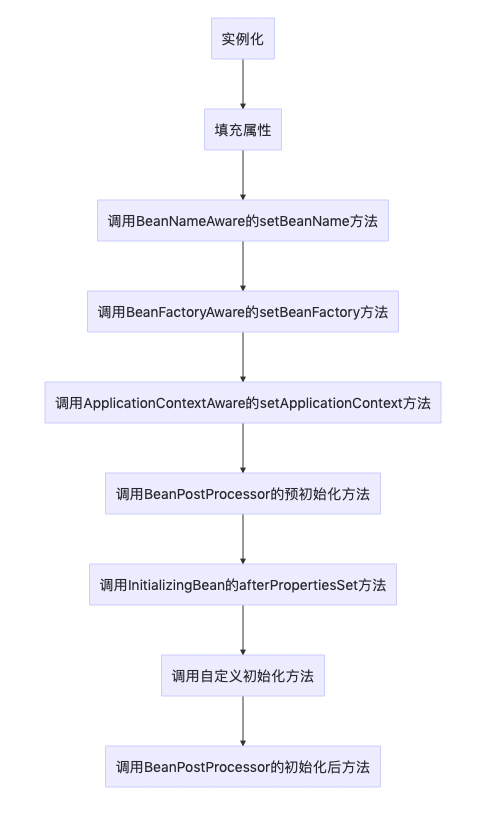 实例化
填充属性
调用BeanNameAware的setBeanName方法
调用BeanFactoryAware的setBeanFactory方法
调用ApplicationContextAware的setApplicationContext方法
调用BeanPostProcessor的预初始化方法
调用InitializingBean的afterPropertiesSet方法
调用自定义初始化方法
调用BeanPostProcessor的初始化后方法